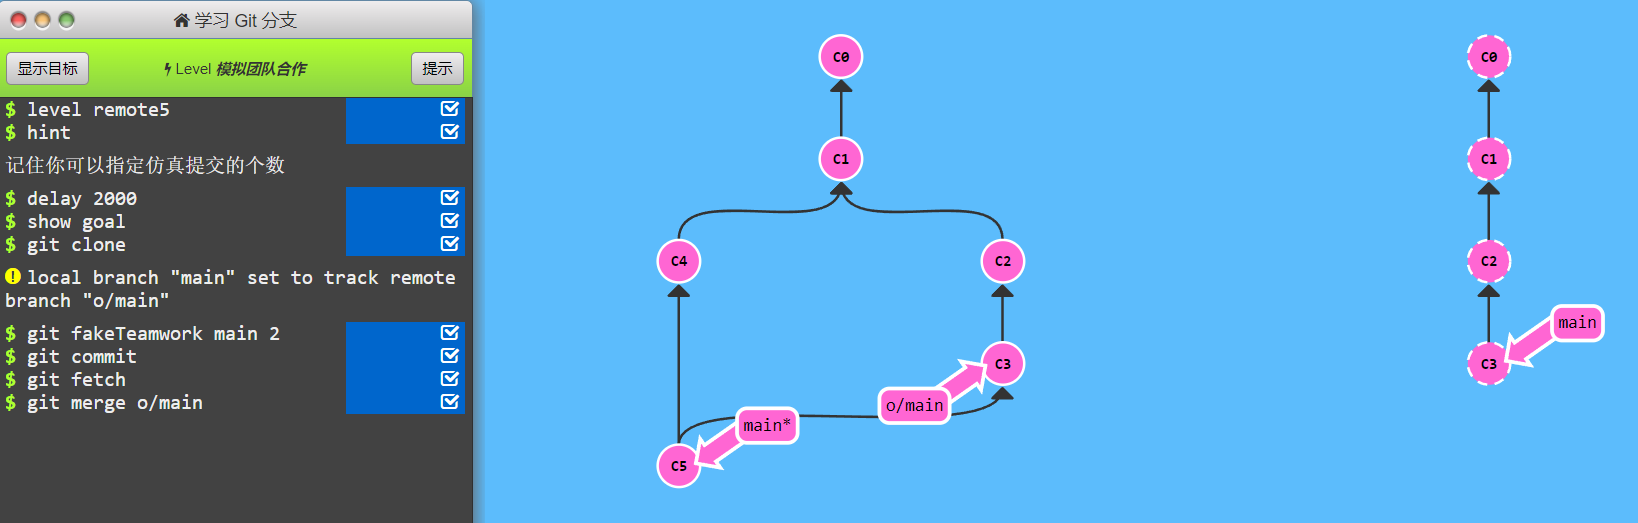 学习 Git 分支
显示目标
Level 模拟团队合作
提示
$ level remote5
$ hint
记住你可以指定仿真提交的个数
$ delay 2000
$ show goal
$ git clone
local branch "main" set to track remote
branch "o/main"
$ git fakeTeamwork main 2
$ git commit
$ git fetch
$ git merge o/main
C0
C1
C4
C2
C3
o/main
main*
C5
C0
C1
C2
main
C3